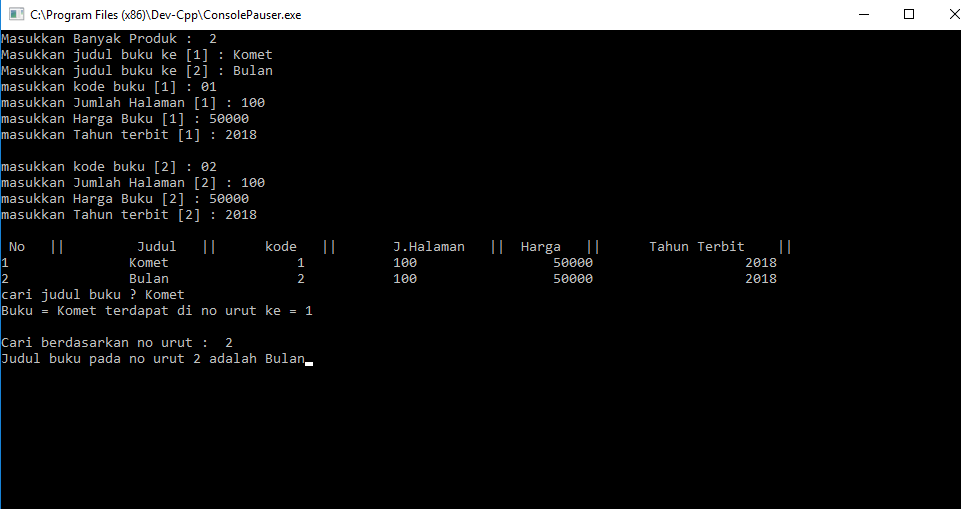 C:\Program Files (x86)\Dev-Cpp\ConsolePauser.exe
Masukkan Banyak Produk :  2
Masukkan judul buku ke [1] : Komet
Masukkan judul buku ke [2] : Bulan
masukkan kode buku [1] : 01
masukkan Jumlah Halaman [1] : 100
masukkan Harga Buku [1] : 50000
masukkan Tahun terbit [1] : 2018

masukkan kode buku [2] : 02
masukkan Jumlah Halaman [2] : 100
masukkan Harga Buku [2] : 50000
masukkan Tahun terbit [2] : 2018

 No   ||         Judul   ||      kode   ||       J.Halaman   ||  Harga   ||      Tahun Terbit    ||
1               Komet                1           100                 50000                   2018
2               Bulan                2           100                 50000                   2018
cari judul buku ? Komet
Buku = Komet terdapat di no urut ke = 1

Cari berdasarkan no urut :  2
Judul buku pada no urut 2 adalah Bulan